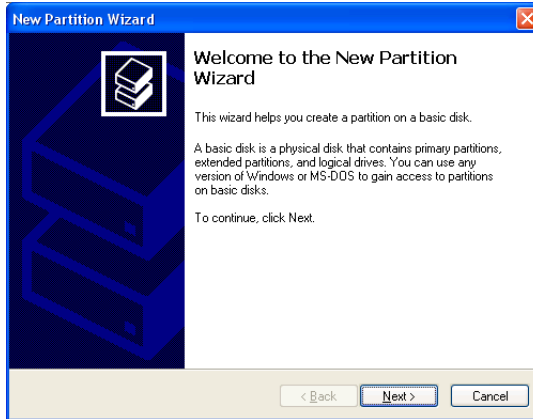 New Partition Wizard
Welcome to the New Partition
Wizard
This wizard helps you create a partition on a basic disk.
A basic disk is a physical disk that contains primary partitions,
extended partitions, and logical drives. You can use any
version of Windows or MS-DOS to gain access to partitions
on basic disks.
To continue, click Next.
< Back
Next >
Cancel